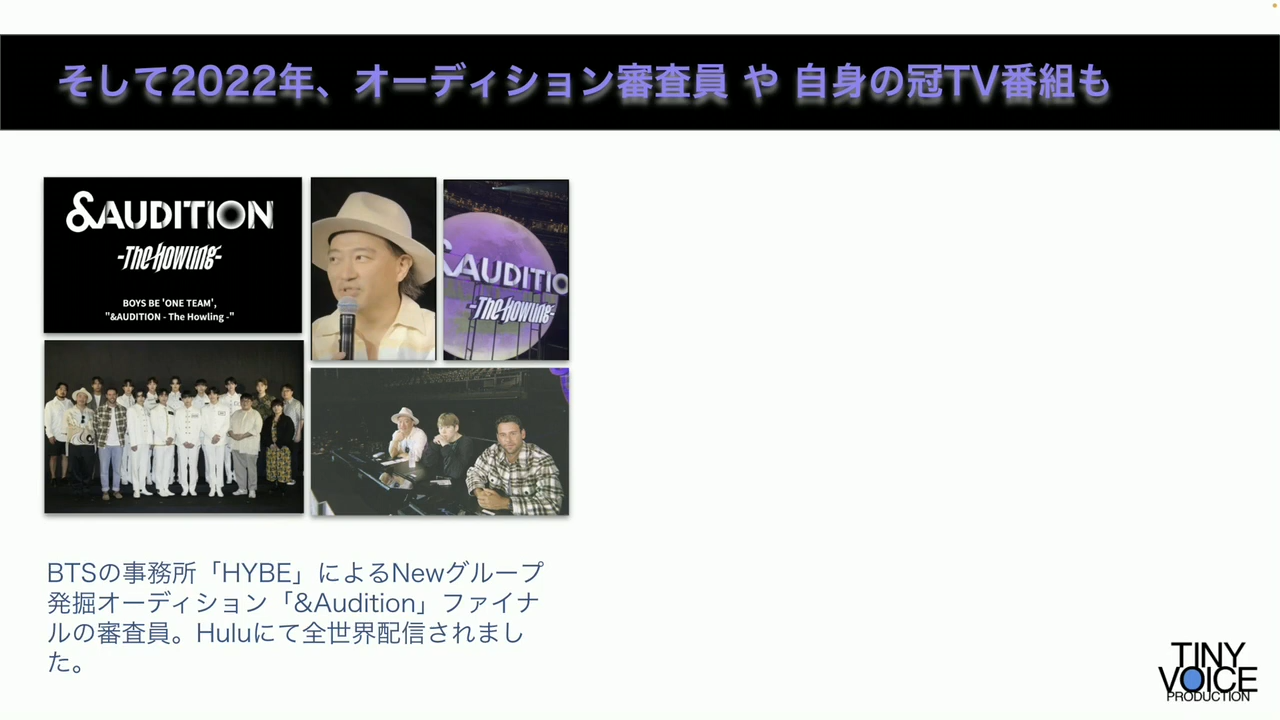 そして2022年、オーディション審査員 や 自身の冠TV番組も
&AUDITION
-The Howling-
BOYS BE 'ONE TEAM',
"&AUDITION - The Howling -"
&AUDITIO
-The Howling-
BTSの事務所「HYBE」によるNewグループ
発掘オーディション「&Audition」ファイナ
ルの審査員。Huluにて全世界配信されまし
た。
TINY
VOICE
PRODUCTION